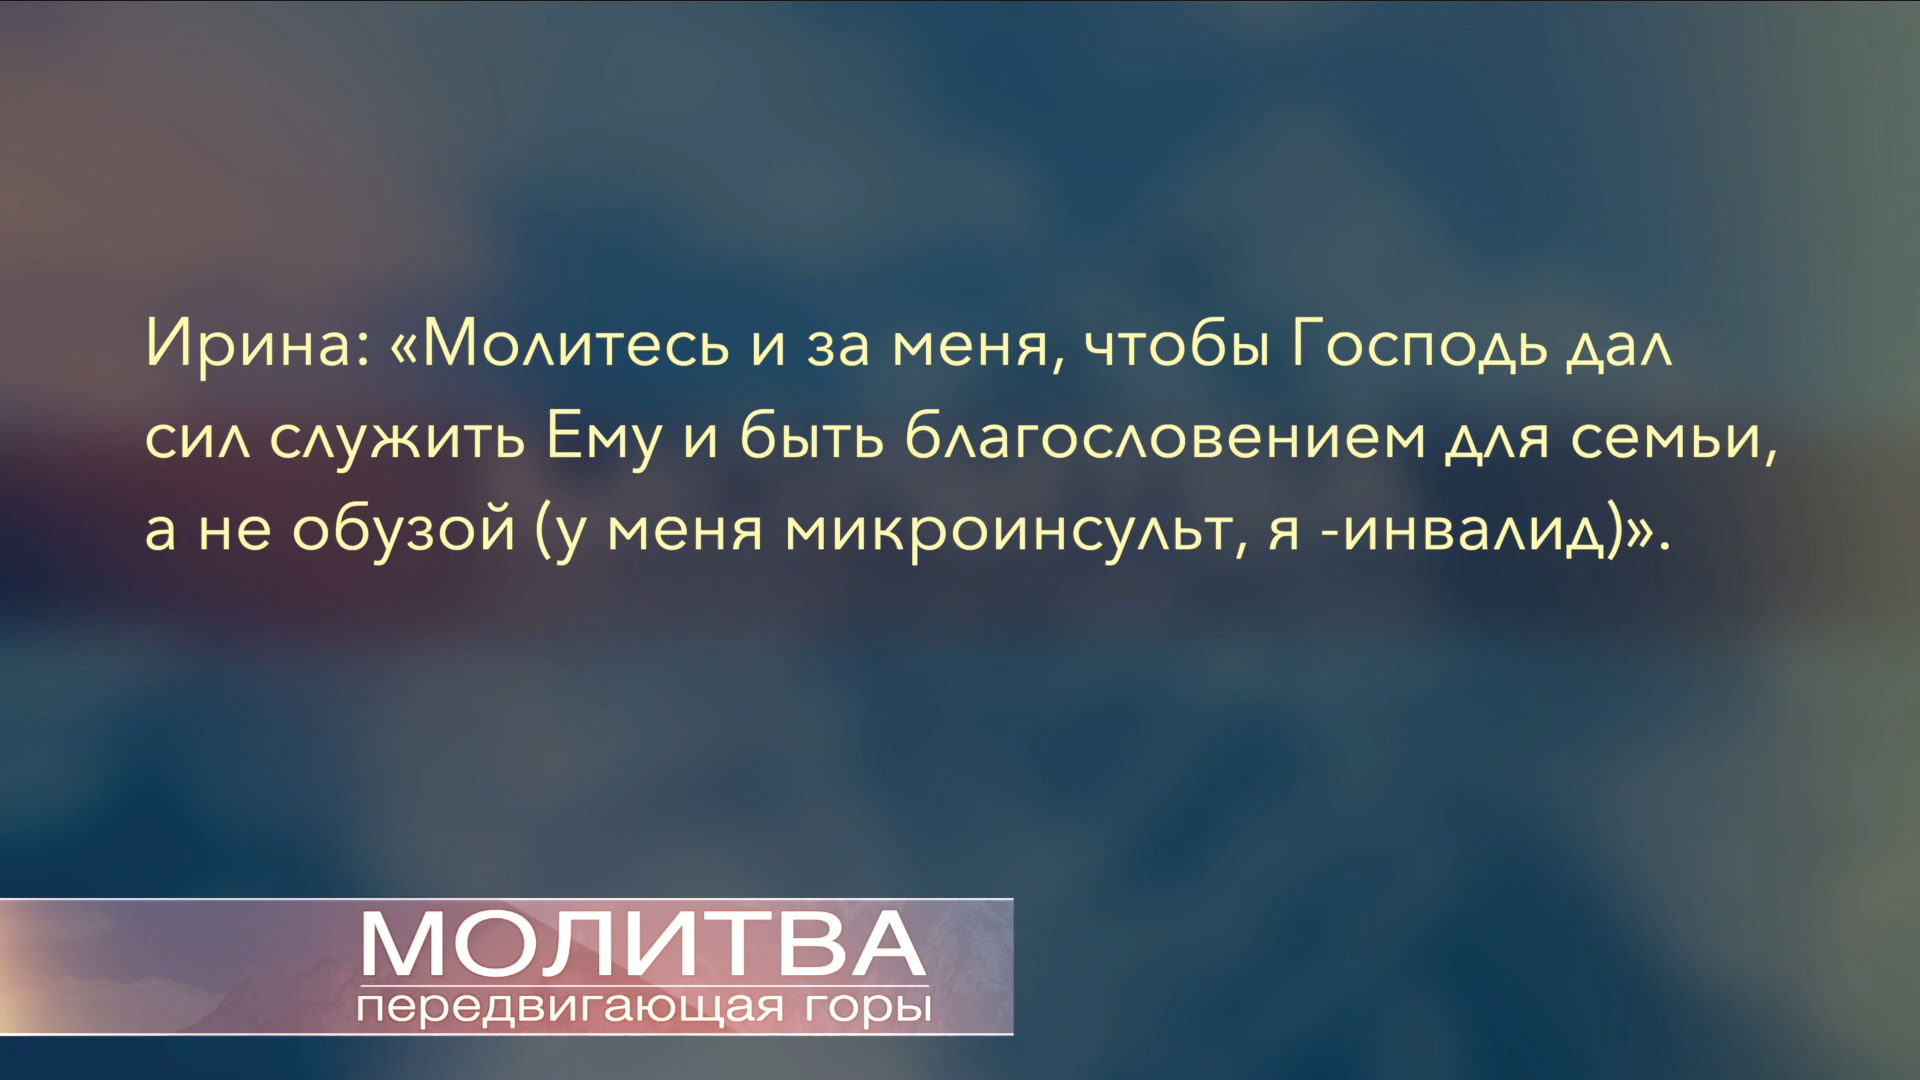 Ирина: «Молитесь и за меня, чтобы Господь дал
сил служить Ему и быть благословением для семьи,
а не обузой (у меня микроинсульт, я -инвалид)».
МОЛИТВА
передвигающая горы